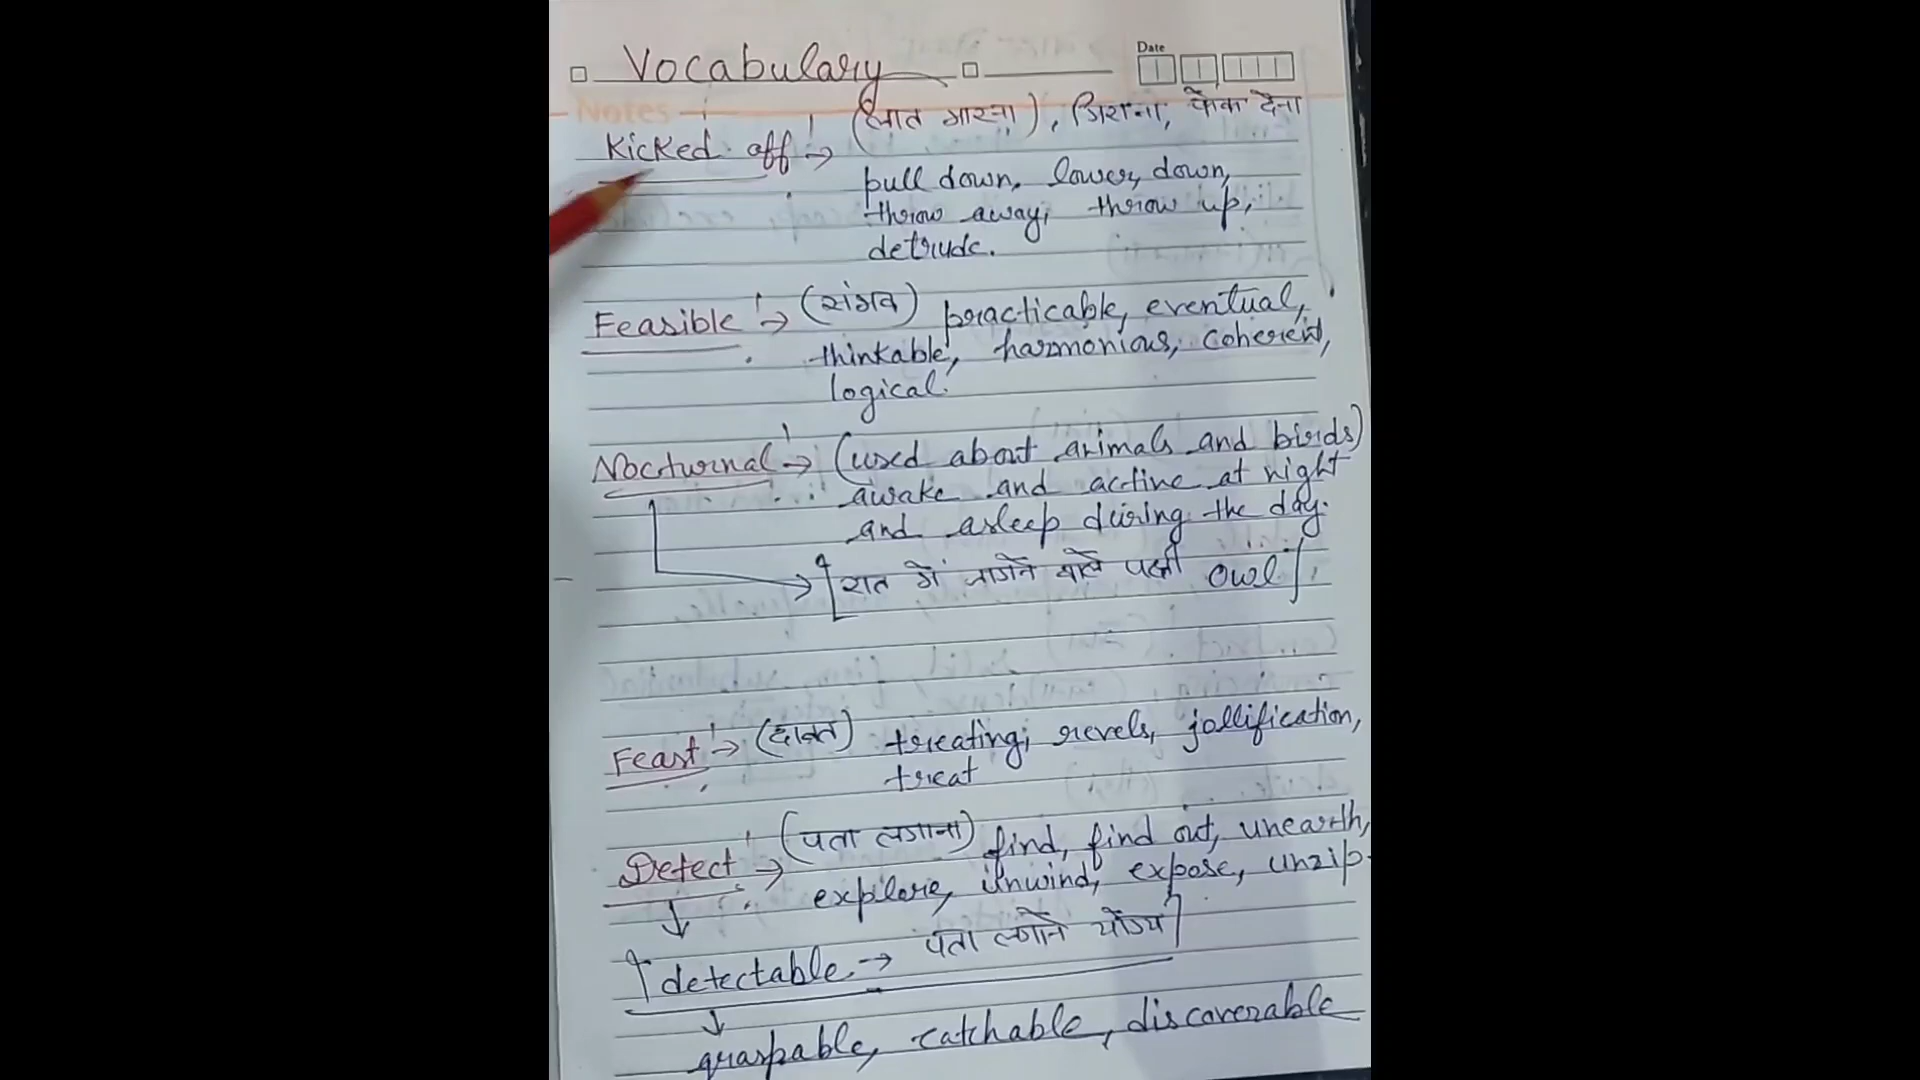 Vocabulary
Date
Notes
(लात मारना), गिराना, फेंक देना
Kicked off →
pull down, lower, down,
throw away, throw up,
detrude.
Feasible → (संभव) practicable, eventual,
thinkable, harmonious, coherent,
logical.
Nocturnal → (used about animals and birds)
awake and active at night
and asleep during the day.
→ [रात में जागने वाले पक्षी owl]
Feast → (दावत) treating, revels, jollification,
treat
Detect → (पता लगाना) find, find out, unearth,
explore, unwind, expose, unzip.
↓
[detectable → पता लगाने योग्य]
↓
graspable, catchable, discoverable